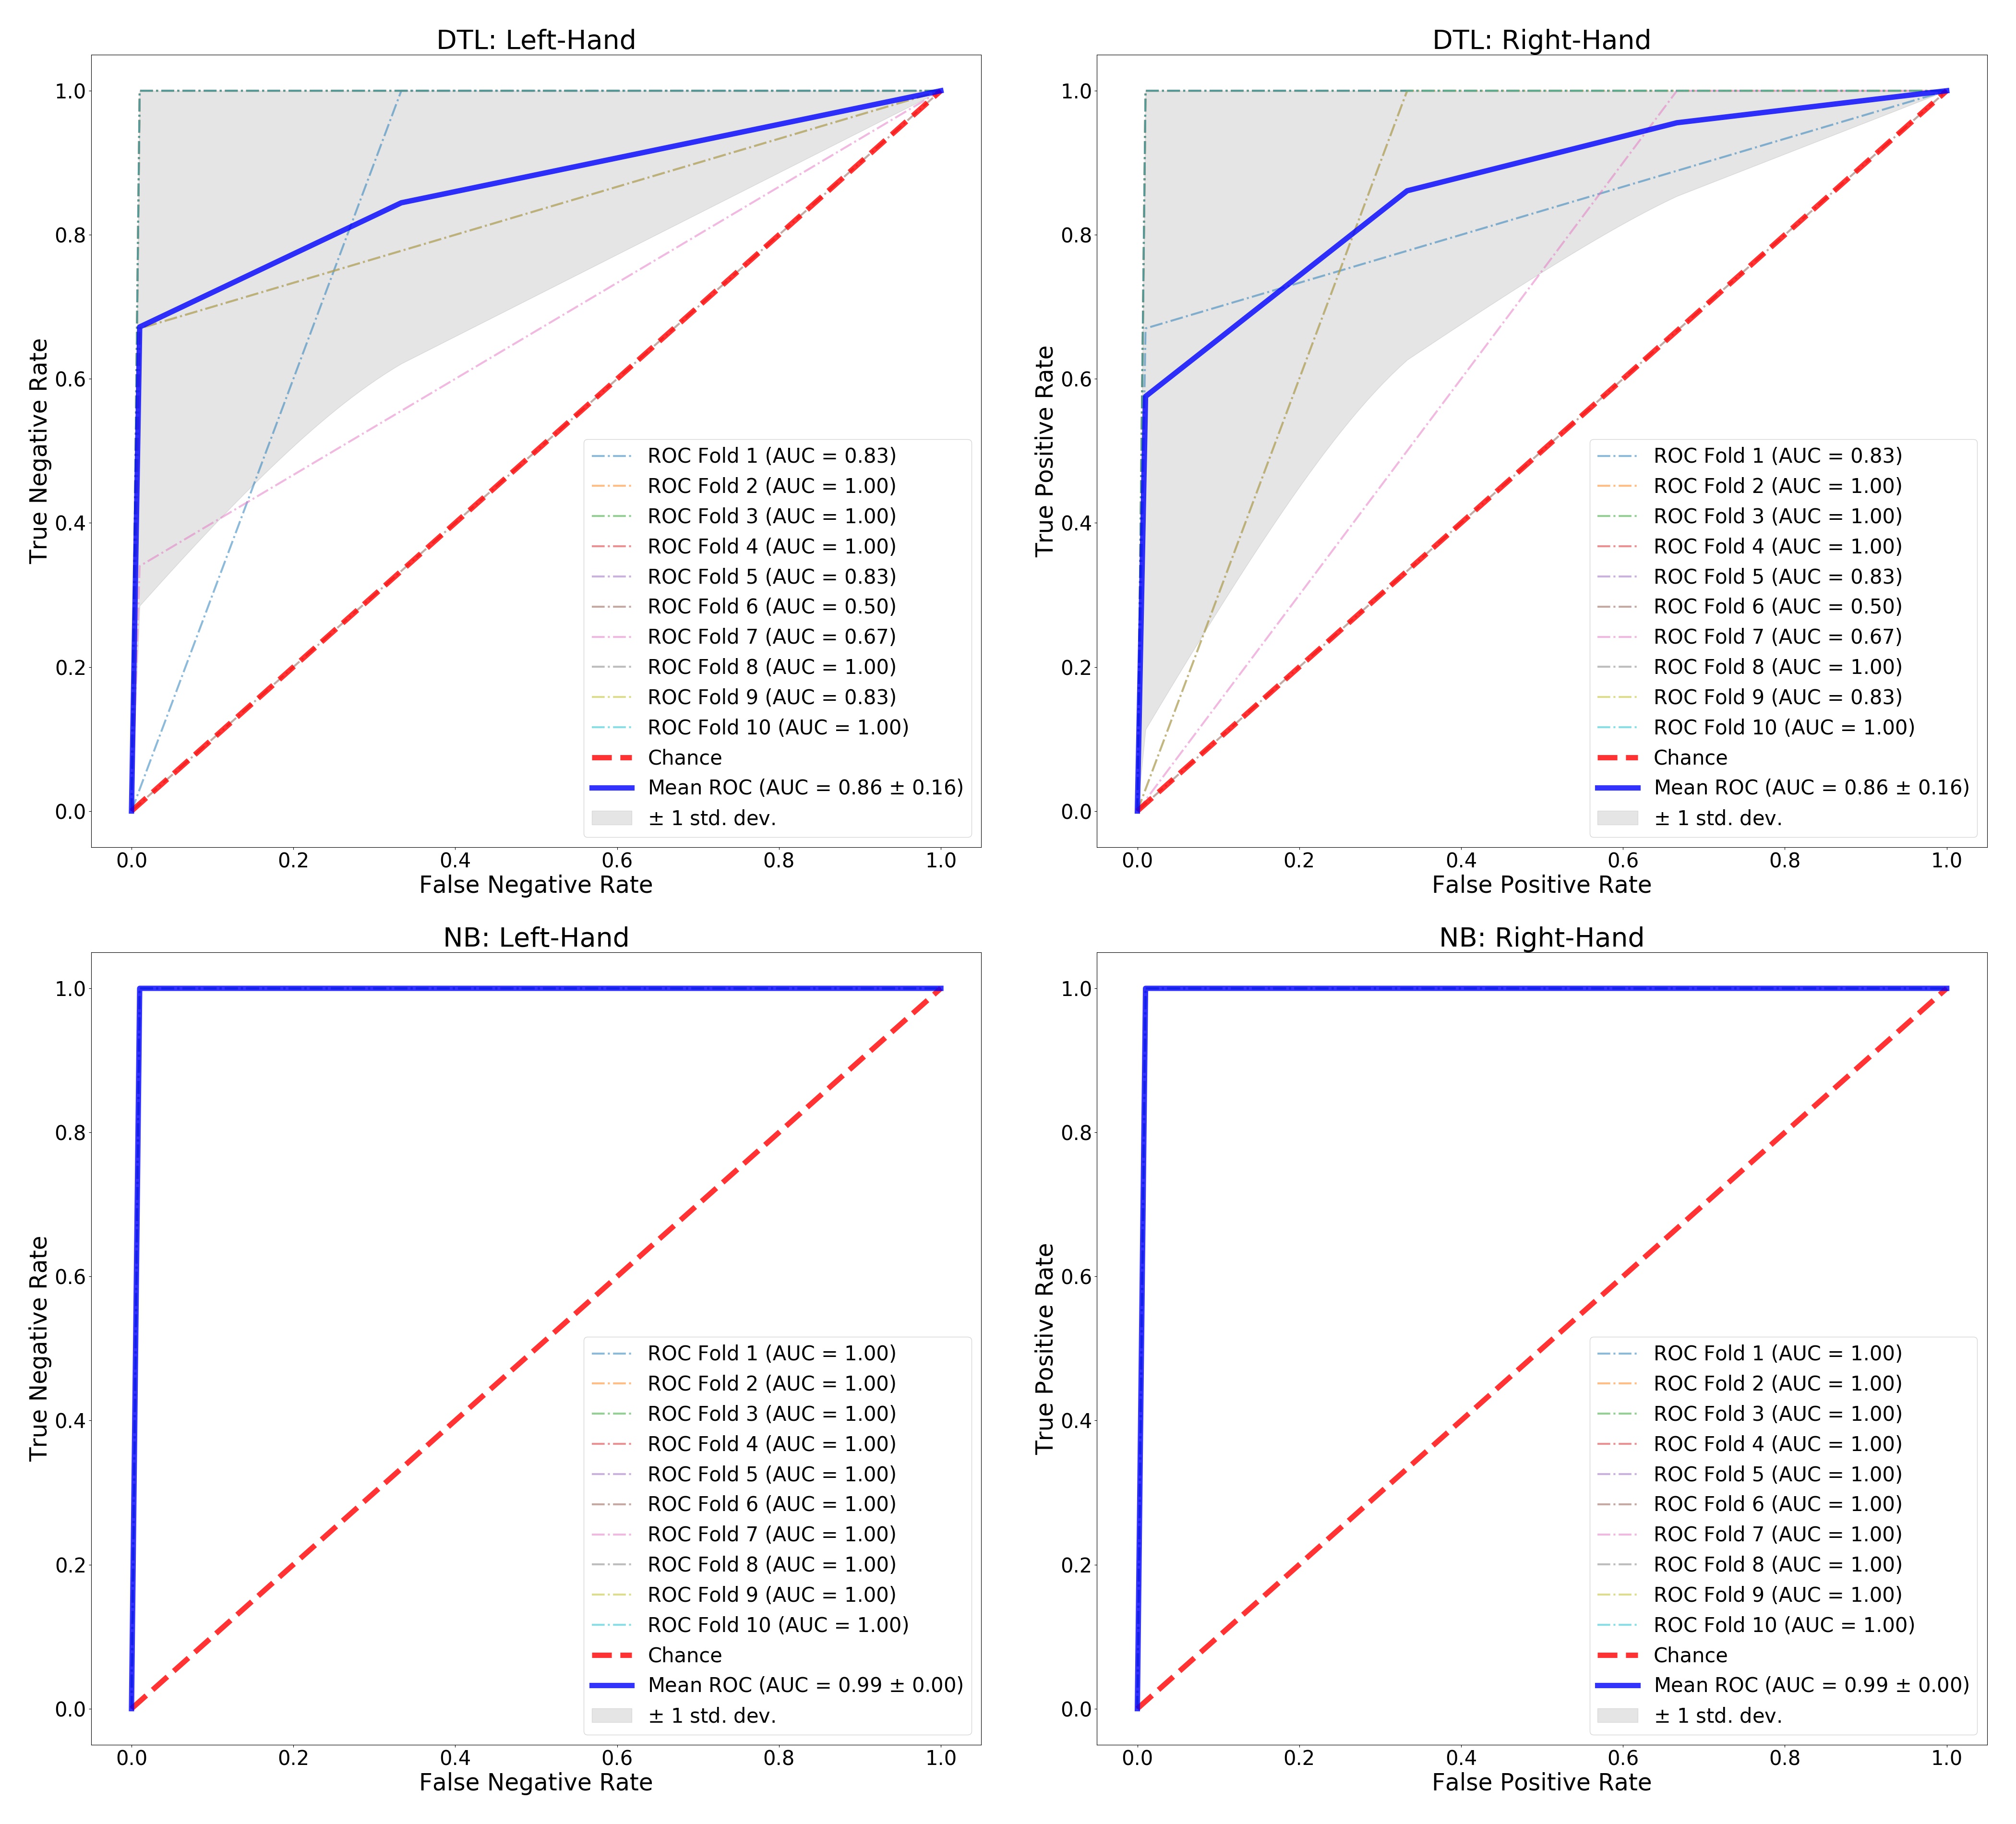 DTL: Left-Hand
True Negative Rate
1.0
0.8
0.6
0.4
0.2
0.0
ROC Fold 1 (AUC = 0.83)
ROC Fold 2 (AUC = 1.00)
ROC Fold 3 (AUC = 1.00)
ROC Fold 4 (AUC = 1.00)
ROC Fold 5 (AUC = 0.83)
ROC Fold 6 (AUC = 0.50)
ROC Fold 7 (AUC = 0.67)
ROC Fold 8 (AUC = 1.00)
ROC Fold 9 (AUC = 0.83)
ROC Fold 10 (AUC = 1.00)
Chance
Mean ROC (AUC = 0.86 ± 0.16)
± 1 std. dev.
0.0 0.2 0.4 0.6 0.8 1.0
False Negative Rate
DTL: Right-Hand
True Positive Rate
1.0
0.8
0.6
0.4
0.2
0.0
ROC Fold 1 (AUC = 0.83)
ROC Fold 2 (AUC = 1.00)
ROC Fold 3 (AUC = 1.00)
ROC Fold 4 (AUC = 1.00)
ROC Fold 5 (AUC = 0.83)
ROC Fold 6 (AUC = 0.50)
ROC Fold 7 (AUC = 0.67)
ROC Fold 8 (AUC = 1.00)
ROC Fold 9 (AUC = 0.83)
ROC Fold 10 (AUC = 1.00)
Chance
Mean ROC (AUC = 0.86 ± 0.16)
± 1 std. dev.
0.0 0.2 0.4 0.6 0.8 1.0
False Positive Rate
NB: Left-Hand
True Negative Rate
1.0
0.8
0.6
0.4
0.2
0.0
ROC Fold 1 (AUC = 1.00)
ROC Fold 2 (AUC = 1.00)
ROC Fold 3 (AUC = 1.00)
ROC Fold 4 (AUC = 1.00)
ROC Fold 5 (AUC = 1.00)
ROC Fold 6 (AUC = 1.00)
ROC Fold 7 (AUC = 1.00)
ROC Fold 8 (AUC = 1.00)
ROC Fold 9 (AUC = 1.00)
ROC Fold 10 (AUC = 1.00)
Chance
Mean ROC (AUC = 0.99 ± 0.00)
± 1 std. dev.
0.0 0.2 0.4 0.6 0.8 1.0
False Negative Rate
NB: Right-Hand
True Positive Rate
1.0
0.8
0.6
0.4
0.2
0.0
ROC Fold 1 (AUC = 1.00)
ROC Fold 2 (AUC = 1.00)
ROC Fold 3 (AUC = 1.00)
ROC Fold 4 (AUC = 1.00)
ROC Fold 5 (AUC = 1.00)
ROC Fold 6 (AUC = 1.00)
ROC Fold 7 (AUC = 1.00)
ROC Fold 8 (AUC = 1.00)
ROC Fold 9 (AUC = 1.00)
ROC Fold 10 (AUC = 1.00)
Chance
Mean ROC (AUC = 0.99 ± 0.00)
± 1 std. dev.
0.0 0.2 0.4 0.6 0.8 1.0
False Positive Rate